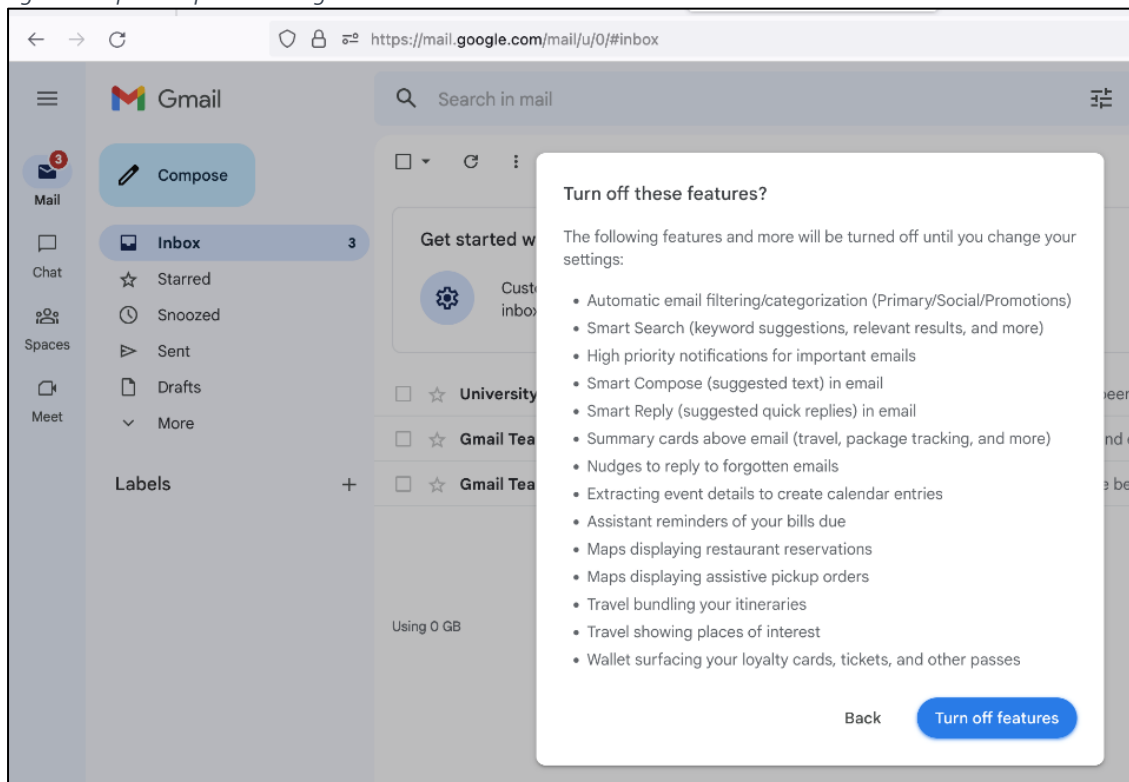 https://mail.google.com/mail/u/0/#inbox
Gmail
Search in mail
3
Mail
Chat
Spaces
Meet
Compose
Inbox 3
Starred
Snoozed
Sent
Drafts
More
Labels +
Get started w
Cust
inbox
University
Gmail Tea
Gmail Tea
Using 0 GB
Turn off these features?
The following features and more will be turned off until you change your
settings:
• Automatic email filtering/categorization (Primary/Social/Promotions)
• Smart Search (keyword suggestions, relevant results, and more)
• High priority notifications for important emails
• Smart Compose (suggested text) in email
• Smart Reply (suggested quick replies) in email
• Summary cards above email (travel, package tracking, and more)
• Nudges to reply to forgotten emails
• Extracting event details to create calendar entries
• Assistant reminders of your bills due
• Maps displaying restaurant reservations
• Maps displaying assistive pickup orders
• Travel bundling your itineraries
• Travel showing places of interest
• Wallet surfacing your loyalty cards, tickets, and other passes
Back Turn off features